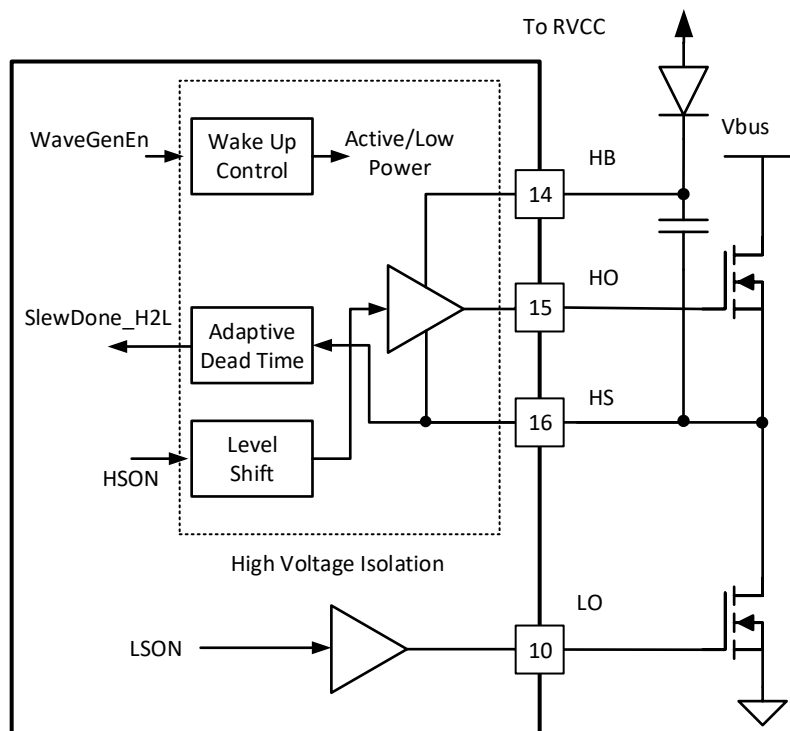 To RVCC
Vbus
WaveGenEn
Wake Up
Control
Active/Low
Power
HB
14
HO
15
SlewDone_H2L
Adaptive
Dead Time
HS
16
Level
Shift
HSON
High Voltage Isolation
LO
LSON
10